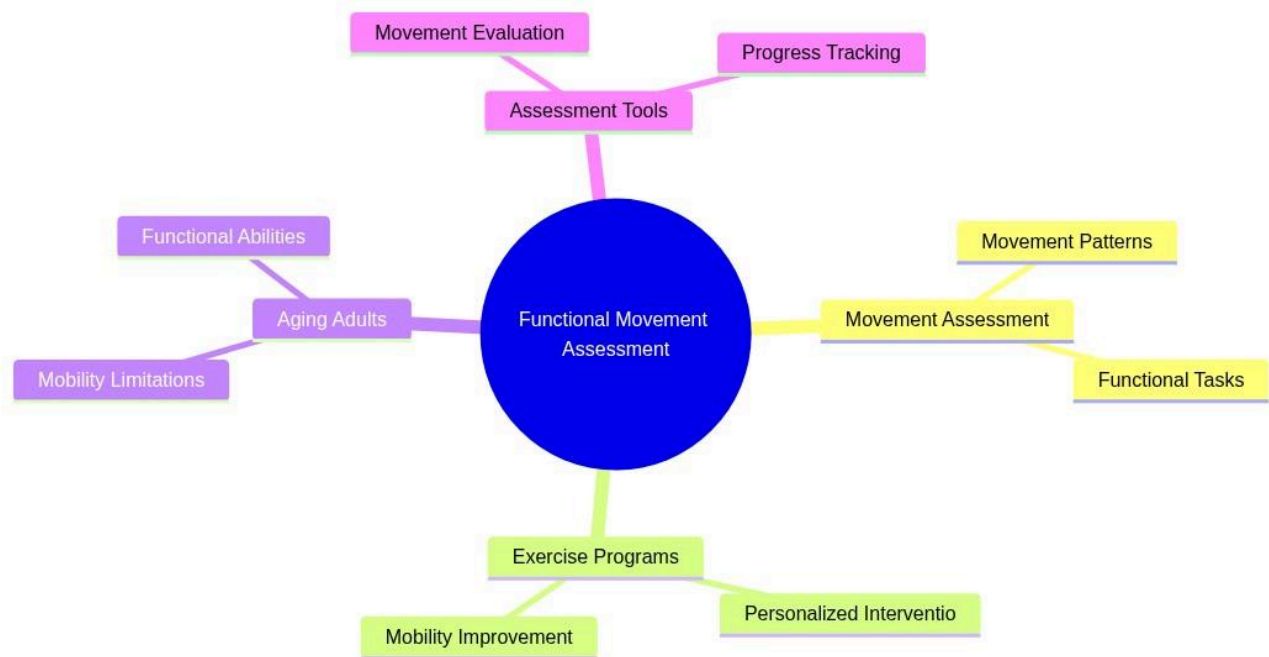 Movement Evaluation
Progress Tracking
Assessment Tools
Functional Abilities
Aging Adults
Mobility Limitations
Functional Movement
Assessment
Movement Patterns
Movement Assessment
Functional Tasks
Exercise Programs
Personalized Interventio
Mobility Improvement